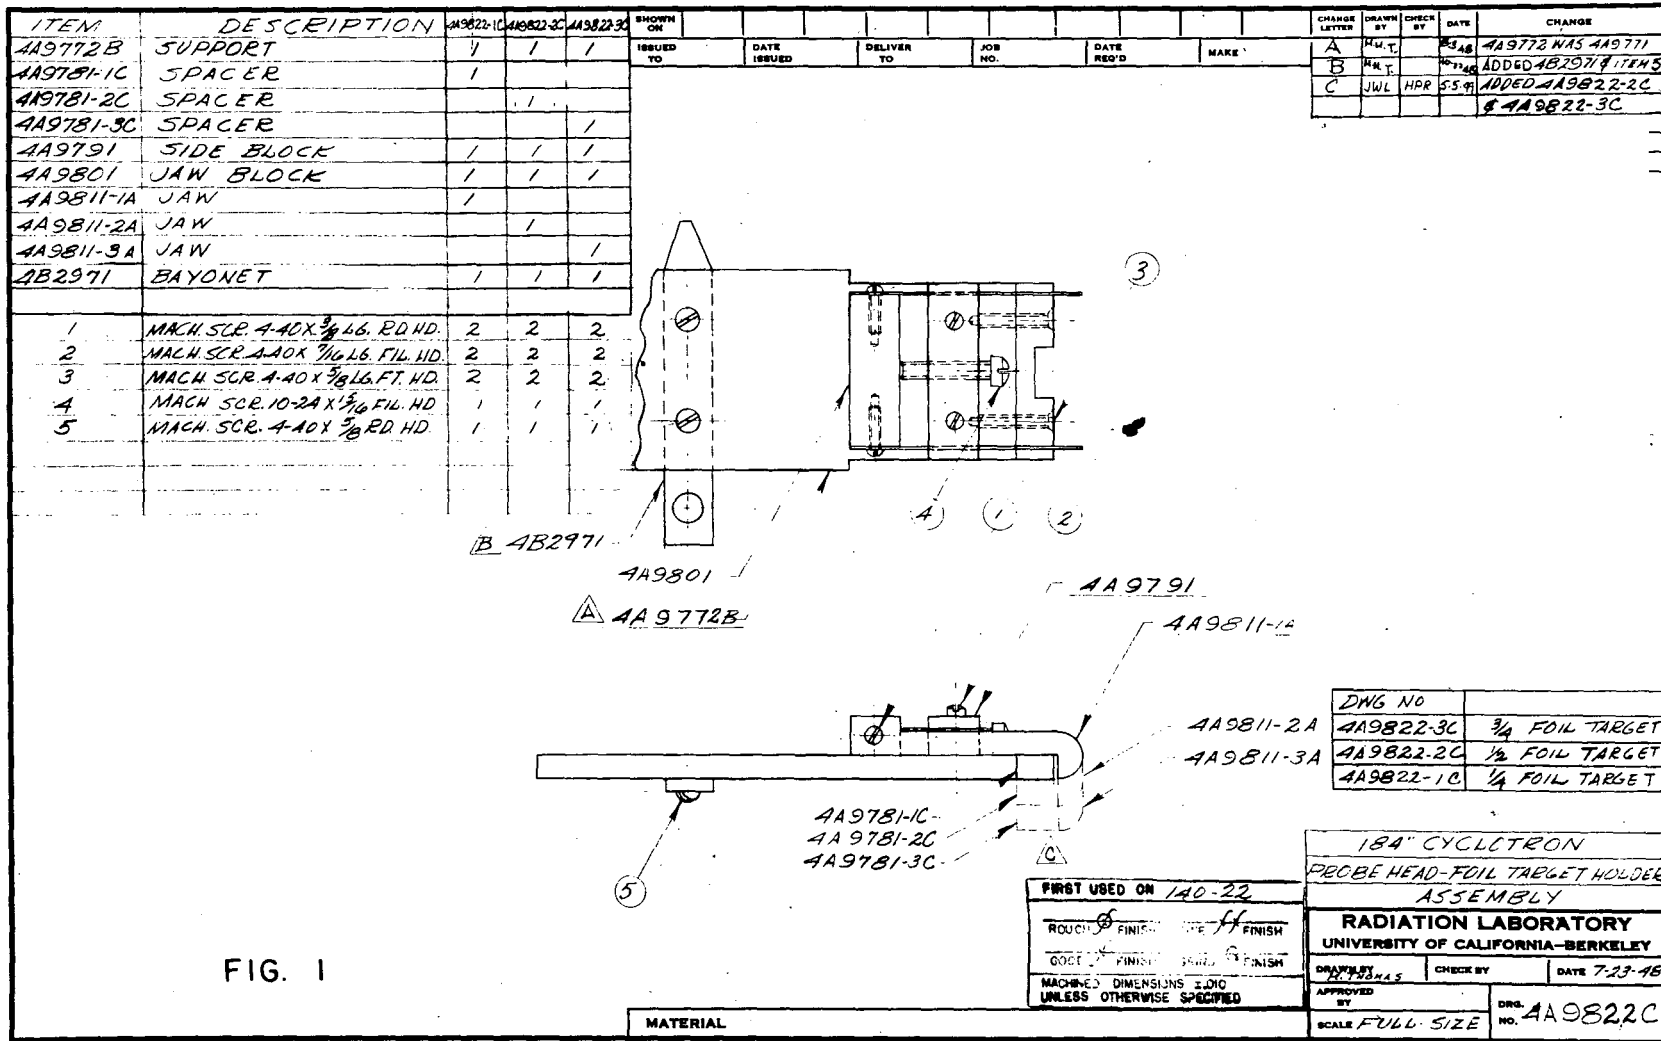 ITEM DESCRIPTION 4A9822-1C 4A9822-2C 4A9822-3C
4A9772B SUPPORT 1 1 1
4A9781-1C SPACER 1
4A9781-2C SPACER 1
4A9781-3C SPACER 1
4A9791 SIDE BLOCK 1 1 1
4A9801 JAW BLOCK 1 1 1
4A9811-1A JAW 1
4A9811-2A JAW 1
4A9811-3A JAW 1
4B2971 BAYONET 1 1 1
1 MACH. SCR. 4-40 X 3/8 LG. RD. HD. 2 2 2
2 MACH. SCR. 4-40 X 7/16 LG. FIL. HD. 2 2 2
3 MACH SCR. 4-40 X 5/8 LG. FT. HD. 2 2 2
4 MACH SCR. 10-24 X 15/16 FIL. HD 1 1 1
5 MACH. SCR. 4-40 X 5/8 RD. HD. 1 1 1
SHOWN ON
ISSUED TO DATE ISSUED DELIVER TO JOB NO. DATE REQ'D MAKE
CHANGE LETTER DRAWN BY CHECK BY DATE CHANGE
A H.H.T. 4A9772 WAS 4A9771
B H.H.T. ADDED 4B2971 & ITEM 5
C JWL HPR 5-5-49 ADDED 4A9822-2C
& 4A9822-3C
3
4 1 2
B 4B2971
4A9801
A 4A9772B
4A9791
4A9811-1A
4A9811-2A
4A9811-3A
4A9781-1C
4A9781-2C
4A9781-3C
C
5
DWG NO
4A9822-3C 3/4 FOIL TARGET
4A9822-2C 1/2 FOIL TARGET
4A9822-1C 1/4 FOIL TARGET
FIG. 1
FIRST USED ON 140-22
ROUGH FINISH FINISH
FINISH FINISH
MACHINED DIMENSIONS ±.010
UNLESS OTHERWISE SPECIFIED
MATERIAL
184" CYCLOTRON
PROBE HEAD-FOIL TARGET HOLDER
ASSEMBLY
RADIATION LABORATORY
UNIVERSITY OF CALIFORNIA—BERKELEY
DRAWN BY H. THOMAS CHECK BY DATE 7-23-48
APPROVED BY
SCALE FULL SIZE DRG. NO. 4A9822C